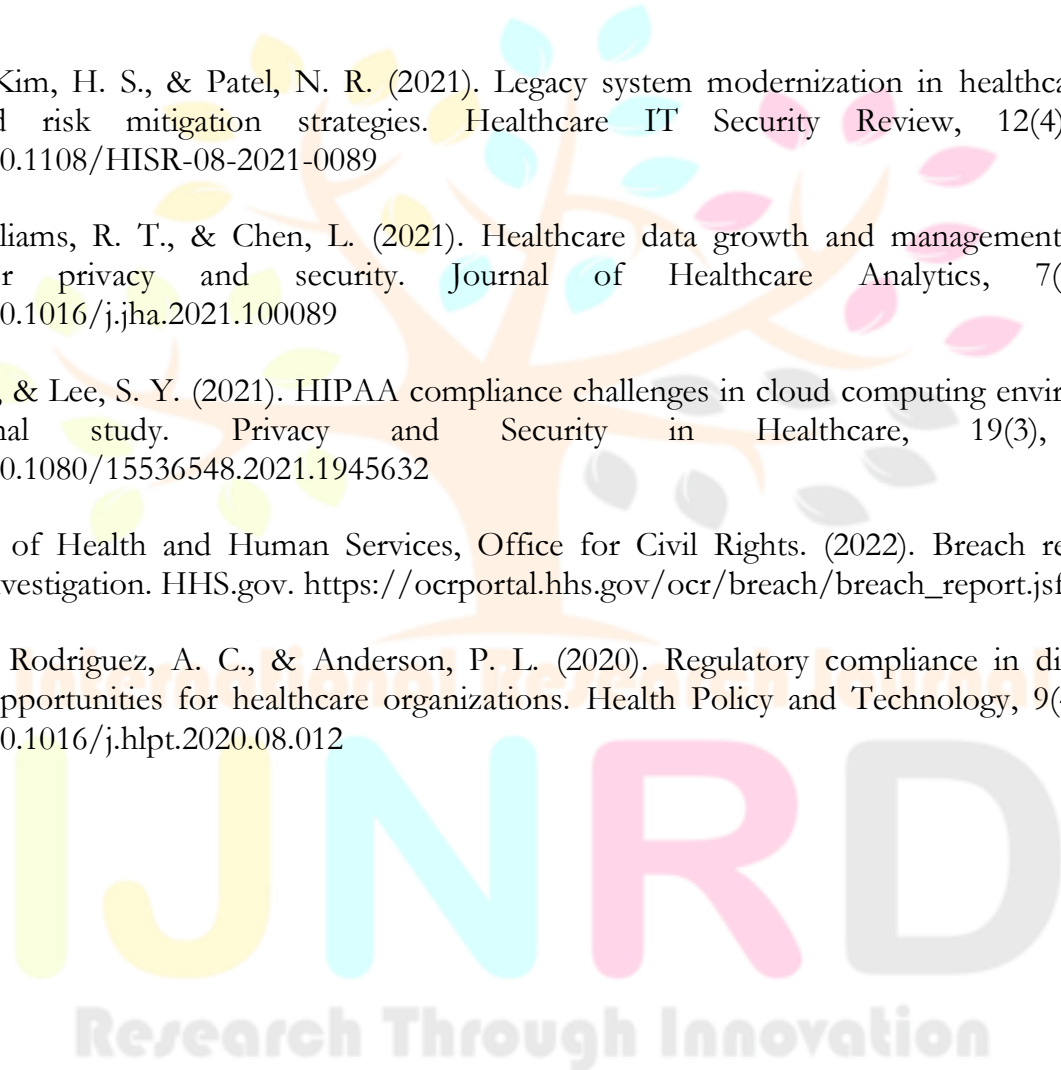 Kim, H. S., & Patel, N. R. (2021). Legacy system modernization in
risk mitigation strategies. Healthcare IT Security Review, 12(4)
0.1108/HISR-08-2021-0089
liams, R. T., & Chen, L. (2021). Healthcare data growth and management
r privacy and security. Journal of Healthcare Analytics, 7(
0.1016/j.jha.2021.100089
, & Lee, S. Y. (2021). HIPAA compliance challenges in cloud computing
nal study. Privacy and Security in Healthcare, 19(3),
0.1080/15536548.2021.1945632
of Health and Human Services, Office for Civil Rights. (2022). Breach
vestigation. HHS.gov. https://ocrportal.hhs.gov/ocr/breach/breach_report.jsf
Rodriguez, A. C., & Anderson, P. L. (2020). Regulatory compliance in
pportunities for healthcare organizations. Health Policy and Technology, 9(
0.1016/j.hlpt.2020.08.012
International Research Journal
IJNRD
Research Through Innovation